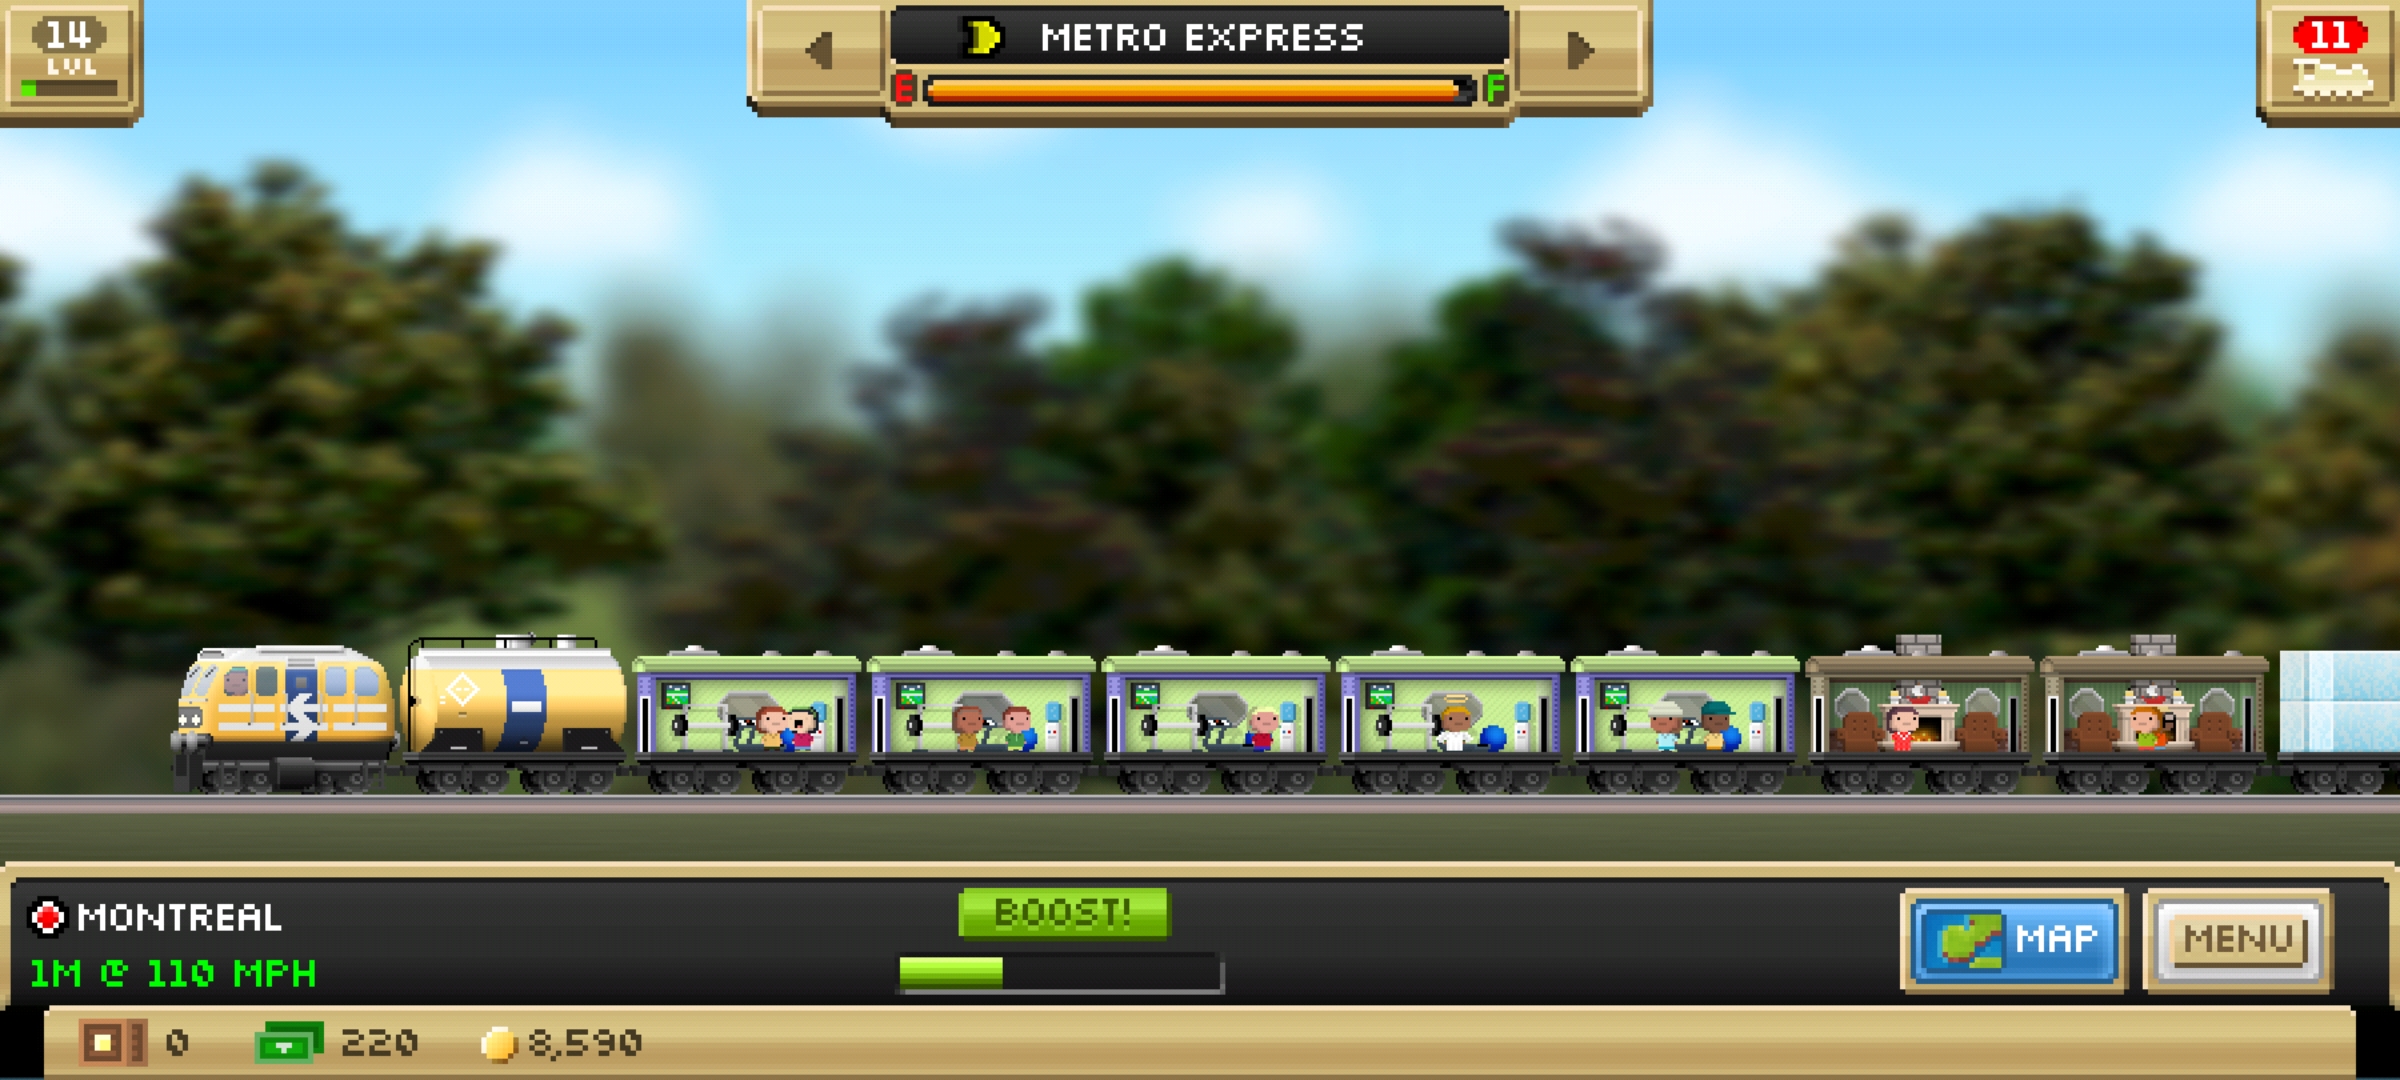 14
LVL
METRO EXPRESS
E F
11
MONTREAL
1M @ 110 MPH
BOOST!
MAP
MENU
0 220 8,590